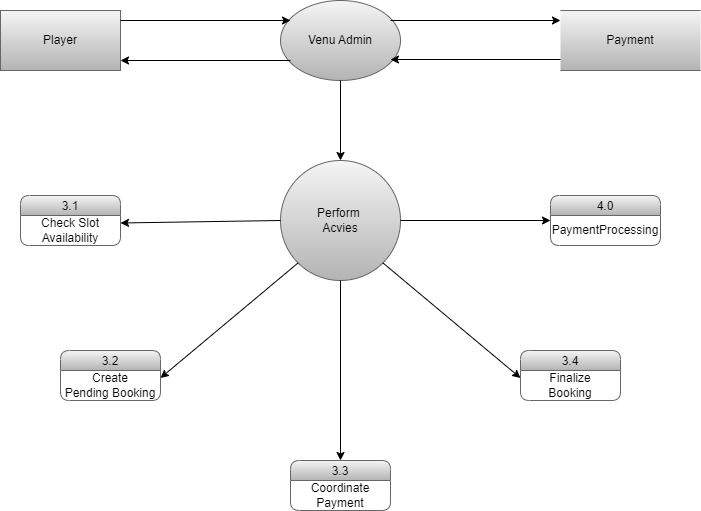 Player
Venu Admin
Payment
Perform
Acvies
3.1
Check Slot
Availability
4.0
PaymentProcessing
3.2
Create
Pending Booking
3.4
Finalize
Booking
3.3
Coordinate
Payment